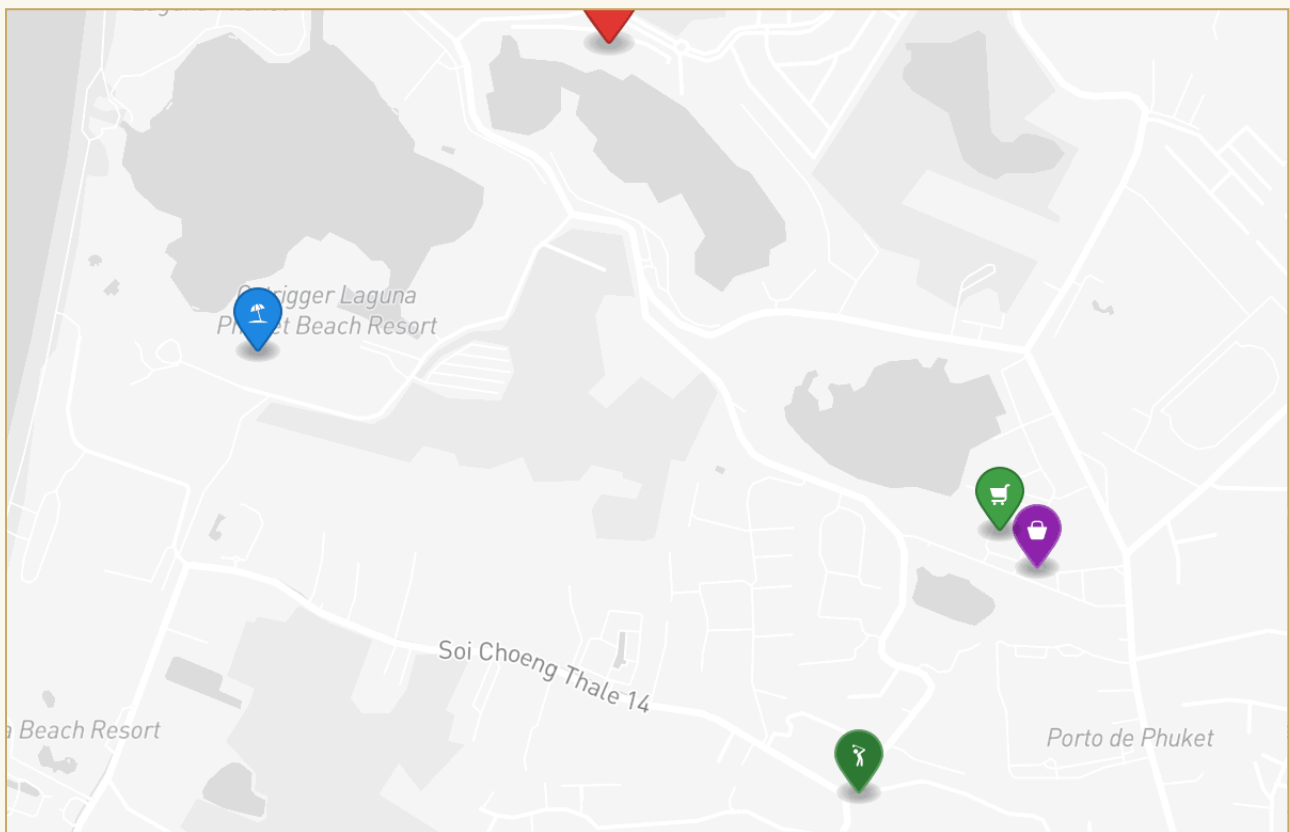 Outrigger Laguna
Phuket Beach Resort
Soi Choeng Thale 14
a Beach Resort
Porto de Phuket